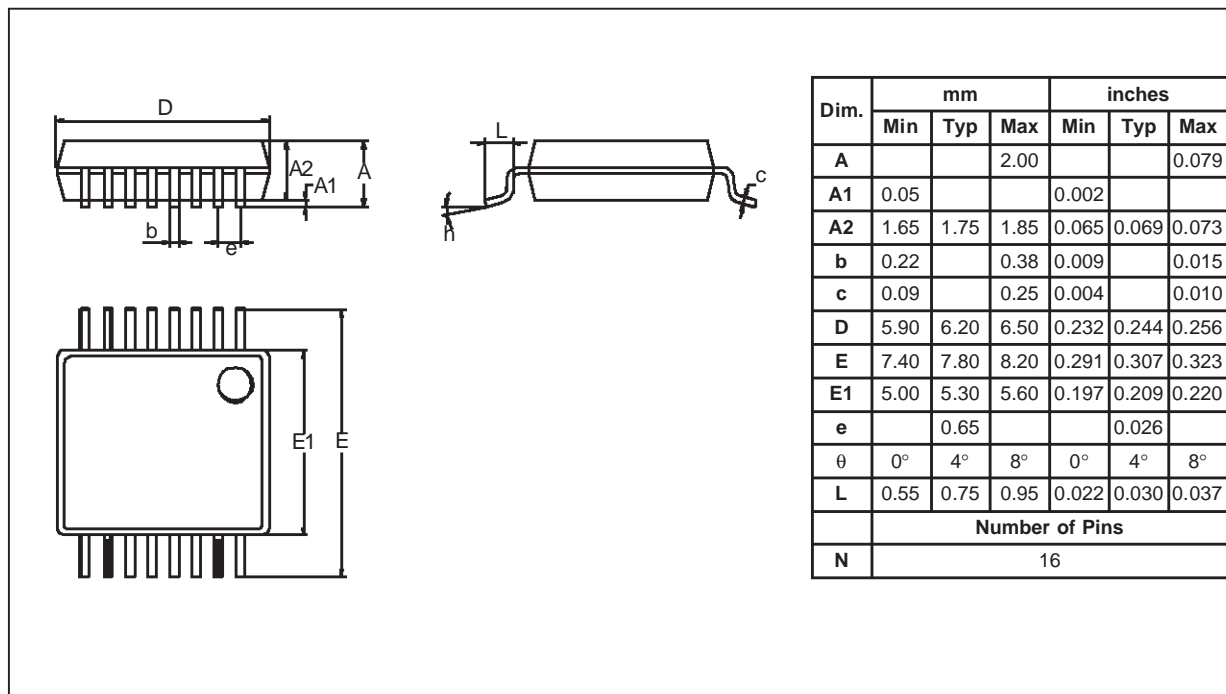 D
A2
A
A1
b
e
L
c
h
E1
E
Dim. mm inches
Min Typ Max Min Typ Max
A 2.00 0.079
A1 0.05 0.002
A2 1.65 1.75 1.85 0.065 0.069 0.073
b 0.22 0.38 0.009 0.015
c 0.09 0.25 0.004 0.010
D 5.90 6.20 6.50 0.232 0.244 0.256
E 7.40 7.80 8.20 0.291 0.307 0.323
E1 5.00 5.30 5.60 0.197 0.209 0.220
e 0.65 0.026
θ 0° 4° 8° 0° 4° 8°
L 0.55 0.75 0.95 0.022 0.030 0.037
Number of Pins
N 16